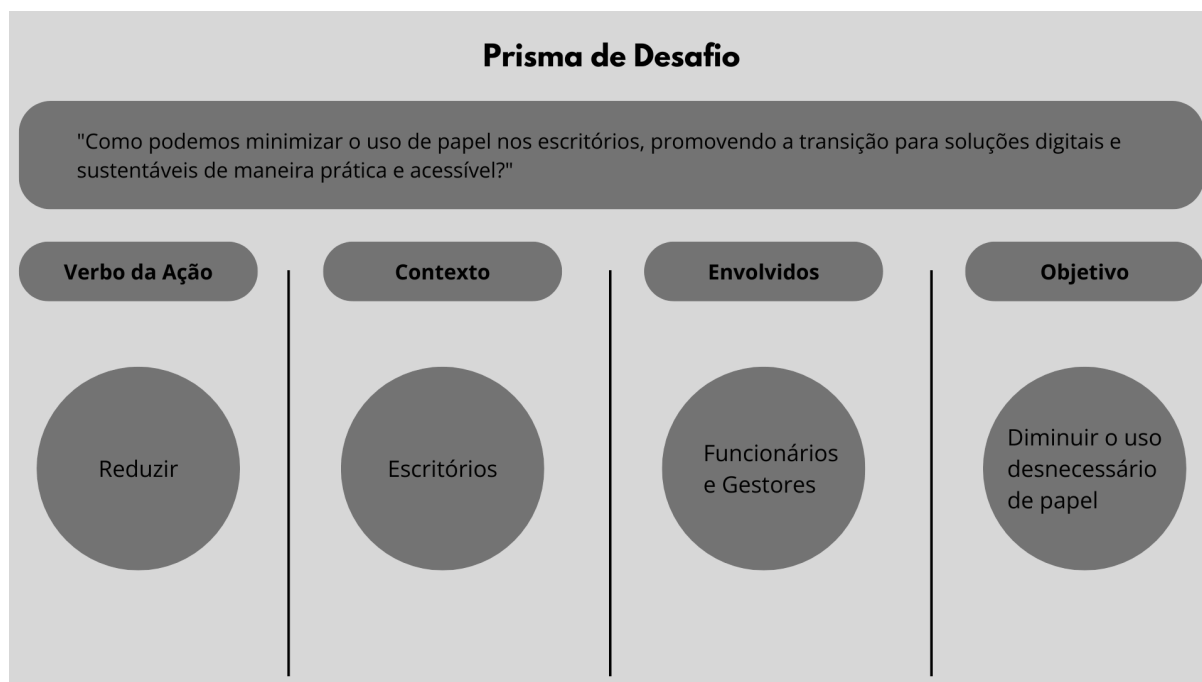 Prisma de Desafio
"Como podemos minimizar o uso de papel nos escritórios, promovendo a transição para soluções digitais e
sustentáveis de maneira prática e acessível?"
Verbo da Ação
Contexto
Envolvidos
Objetivo
Reduzir
Escritórios
Funcionários
e Gestores
Diminuir o uso
desnecessário
de papel